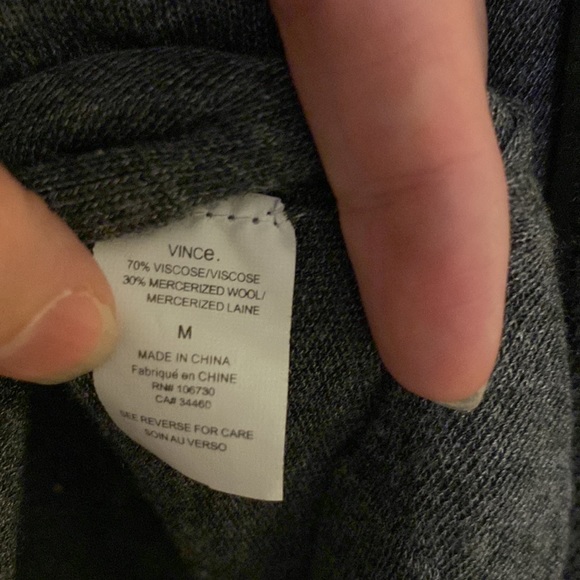 VINCe.
70% VISCOSE/VISCOSE
30% MERCERIZED WOOL/
MERCERIZED LAINE
M
MADE IN CHINA
Fabriqué en CHINE
RN# 106730
CA# 34460
SEE REVERSE FOR CARE
SOIN AU VERSO